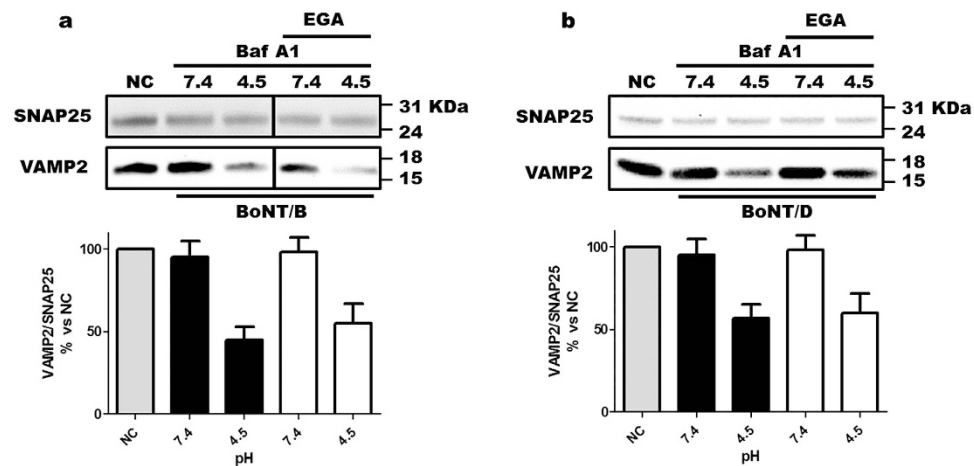 a
EGA
Baf A1
NC 7.4 4.5 7.4 4.5
SNAP25
31 KDa
24
VAMP2
18
15
BoNT/B
VAMP2/SNAP25
% vs NC
100
50
0
NC 7.4 4.5 7.4 4.5
pH
b
EGA
Baf A1
NC 7.4 4.5 7.4 4.5
SNAP25
31 KDa
24
VAMP2
18
15
BoNT/D
VAMP2/SNAP25
% vs NC
100
50
0
NC 7.4 4.5 7.4 4.5
pH